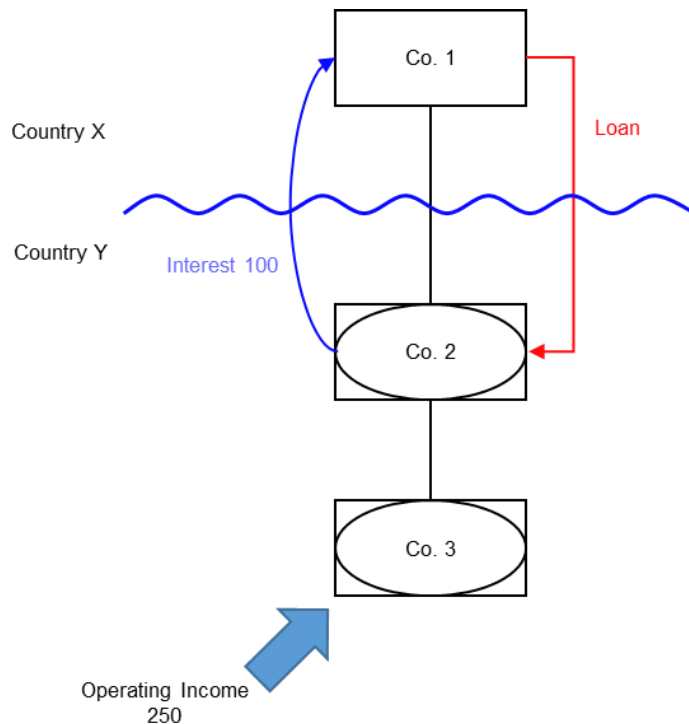 Co. 1
Country X
Loan
Country Y
Interest 100
Co. 2
Co. 3
Operating Income
250